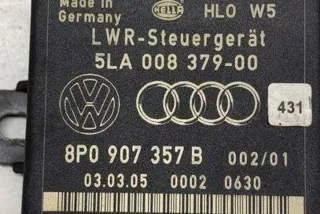 Made in
Germany
HELLA
HLO W5
LWR-Steuergerät
5LA 008 379-00
431
8P0 907 357 B 002/01
03.03.05 0002 0630